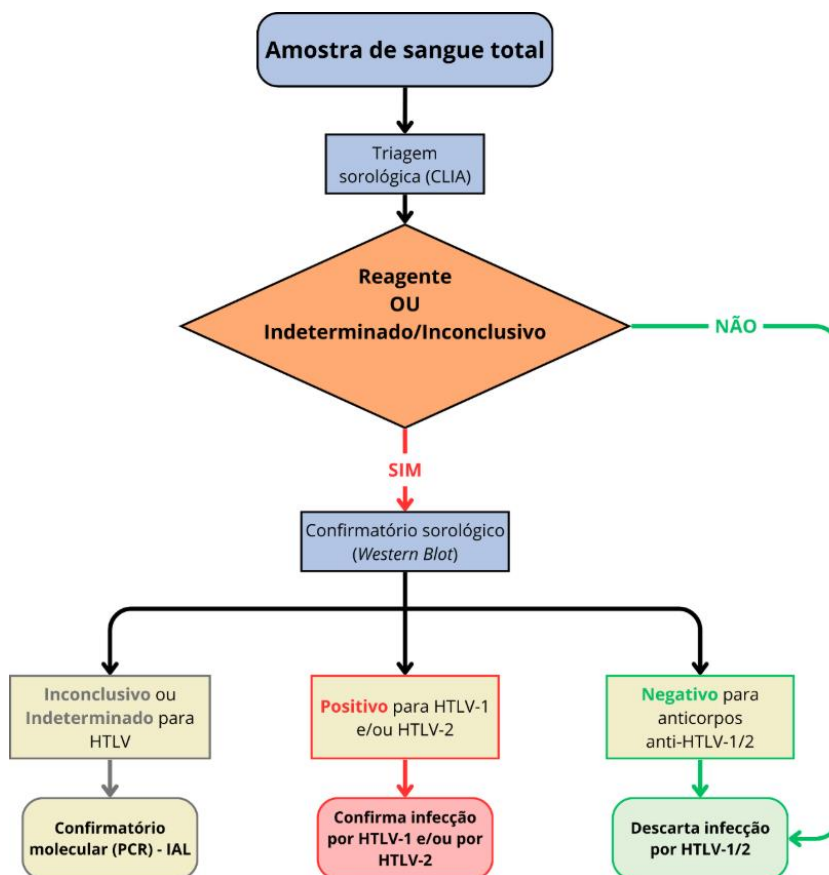 Amostra de sangue total
Triagem
sorológica (CLIA)
Reagente
OU
Indeterminado/Inconclusivo
NÃO
SIM
Confirmatório sorológico
(Western Blot)
Inconclusivo ou
Indeterminado para
HTLV
Positivo para HTLV-1
e/ou HTLV-2
Negativo para
anticorpos
anti-HTLV-1/2
Confirmatório
molecular (PCR) - IAL
Confirma infecção
por HTLV-1 e/ou por
HTLV-2
Descarta infecção
por HTLV-1/2